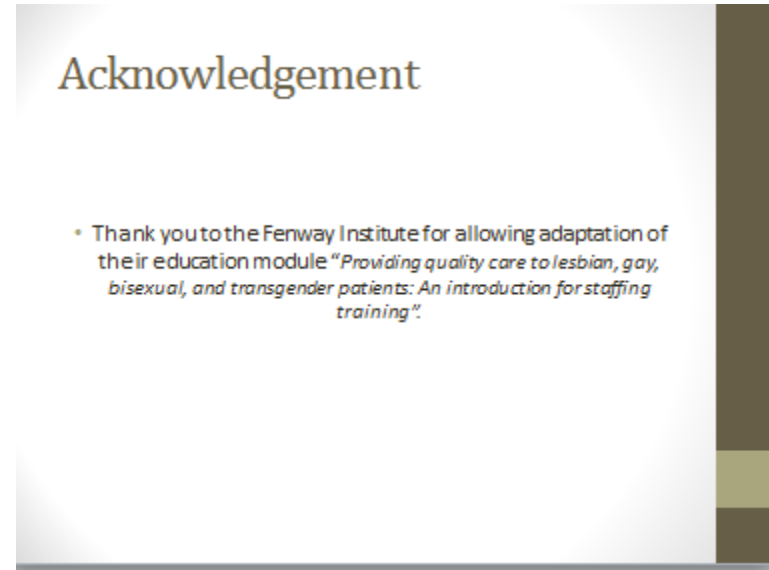 Acknowledgement
• Thank you to the Fenway Institute for allowing adaptation of
their education module “Providing quality care to lesbian, gay,
bisexual, and transgender patients: An introduction for staffing
training”.